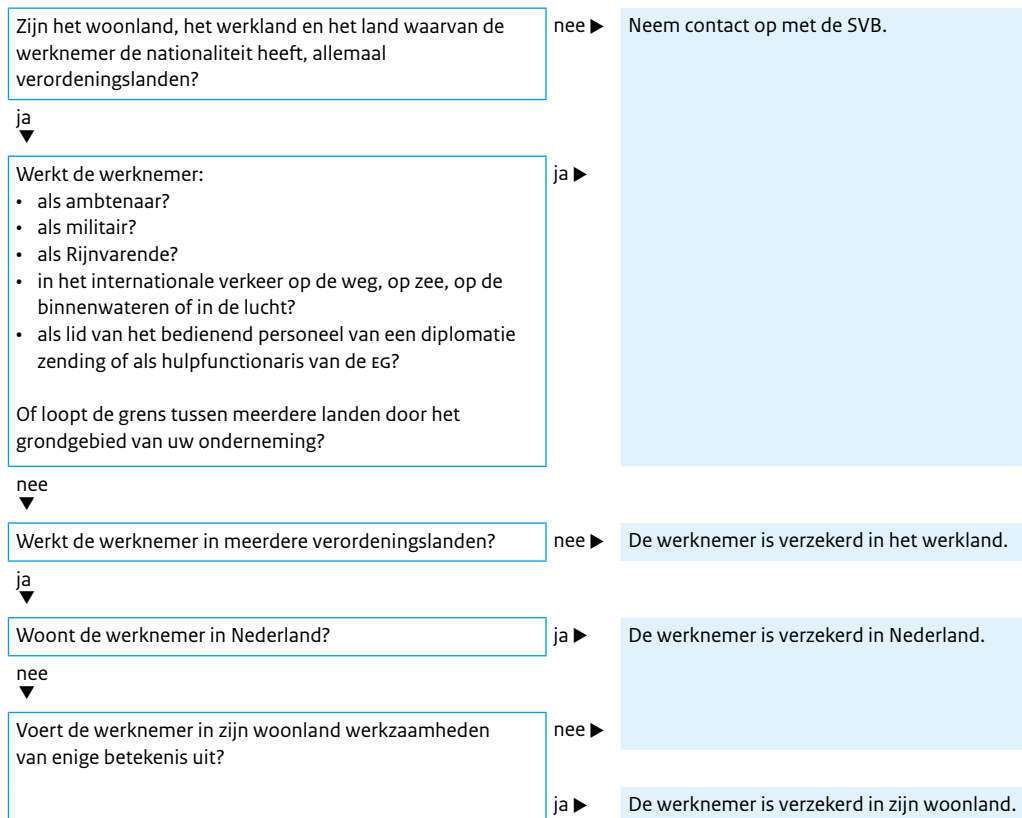 Zijn het woonland, het werkland en het land waarvan de
werknemer de nationaliteit heeft, allemaal
verordeningslanden?
nee ▶
Neem contact op met de SVB.
ja
▼
Werkt de werknemer:
• als ambtenaar?
• als militair?
• als Rijnvarende?
• in het internationale verkeer op de weg, op zee, op de
binnenwateren of in de lucht?
• als lid van het bedienend personeel van een diplomatie
zending of als hulpfunctionaris van de EG?
Of loopt de grens tussen meerdere landen door het
grondgebied van uw onderneming?
ja ▶
nee
▼
Werkt de werknemer in meerdere verordeningslanden?
nee ▶
De werknemer is verzekerd in het werkland.
ja
▼
Woont de werknemer in Nederland?
ja ▶
De werknemer is verzekerd in Nederland.
nee
▼
Voert de werknemer in zijn woonland werkzaamheden
van enige betekenis uit?
nee ▶
ja ▶
De werknemer is verzekerd in zijn woonland.